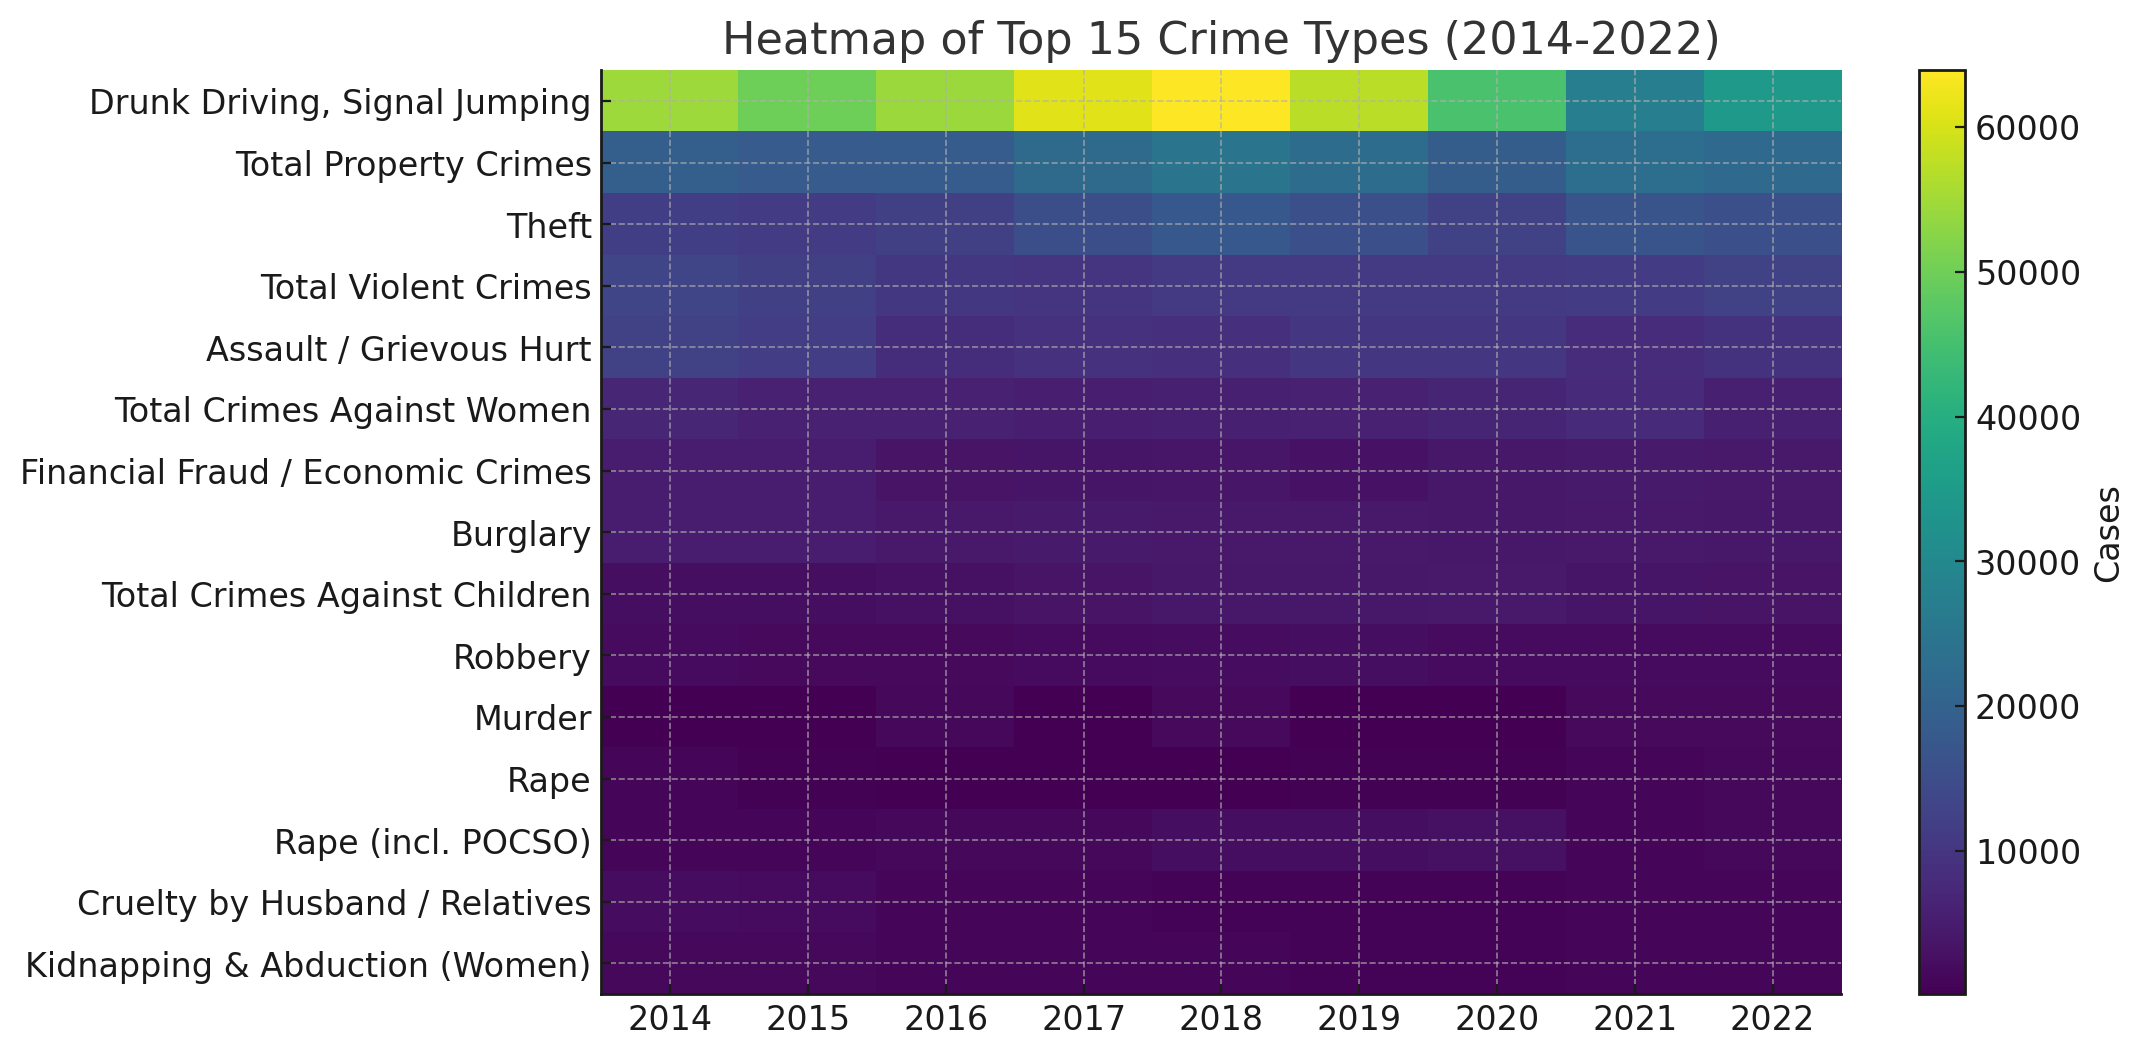 Heatmap of Top 15 Crime Types (2014-2022)
Drunk Driving, Signal Jumping
Total Property Crimes
Theft
Total Violent Crimes
Assault / Grievous Hurt
Total Crimes Against Women
Financial Fraud / Economic Crimes
Burglary
Total Crimes Against Children
Robbery
Murder
Rape
Rape (incl. POCSO)
Cruelty by Husband / Relatives
Kidnapping & Abduction (Women)
2014 2015 2016 2017 2018 2019 2020 2021 2022
60000
50000
40000
30000
20000
10000
Cases